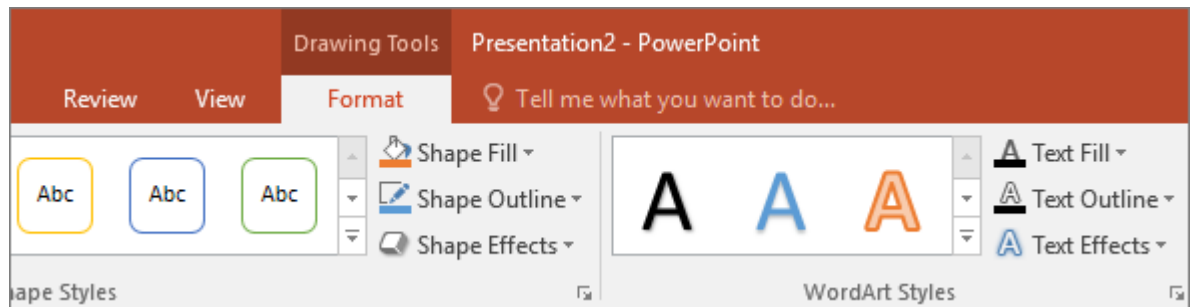 Drawing Tools Presentation2 - PowerPoint
Review View Format Tell me what you want to do...
Abc Abc Abc Shape Fill A A A Text Fill
Shape Outline Text Outline
Shape Effects Text Effects
ape Styles WordArt Styles